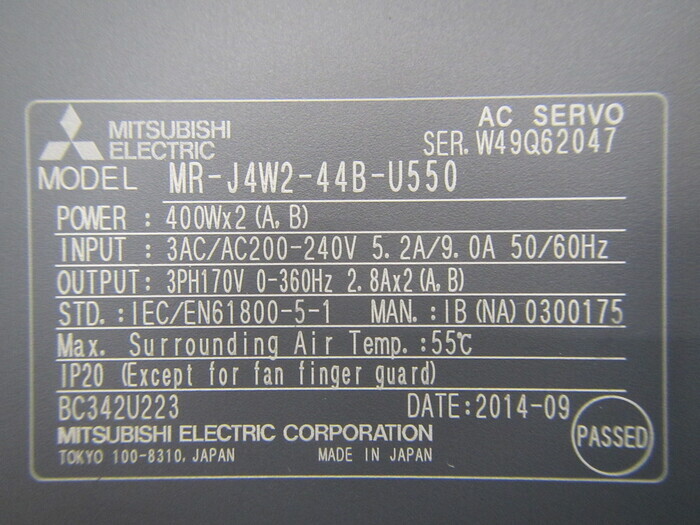 MITSUBISHI ELECTRIC
AC SERVO
SER. W49Q62047
MODEL MR-J4W2-44B-U550
POWER : 400Wx2 (A, B)
INPUT : 3AC/AC200-240V 5.2A/9.0A 50/60Hz
OUTPUT: 3PH170V 0-360Hz 2.8Ax2 (A, B)
STD.: IEC/EN61800-5-1 MAN.: IB (NA) 0300175
Max. Surrounding Air Temp.:55℃
IP20 (Except for fan finger guard)
BC342U223 DATE:2014-09
MITSUBISHI ELECTRIC CORPORATION
TOKYO 100-8310, JAPAN MADE IN JAPAN
PASSED